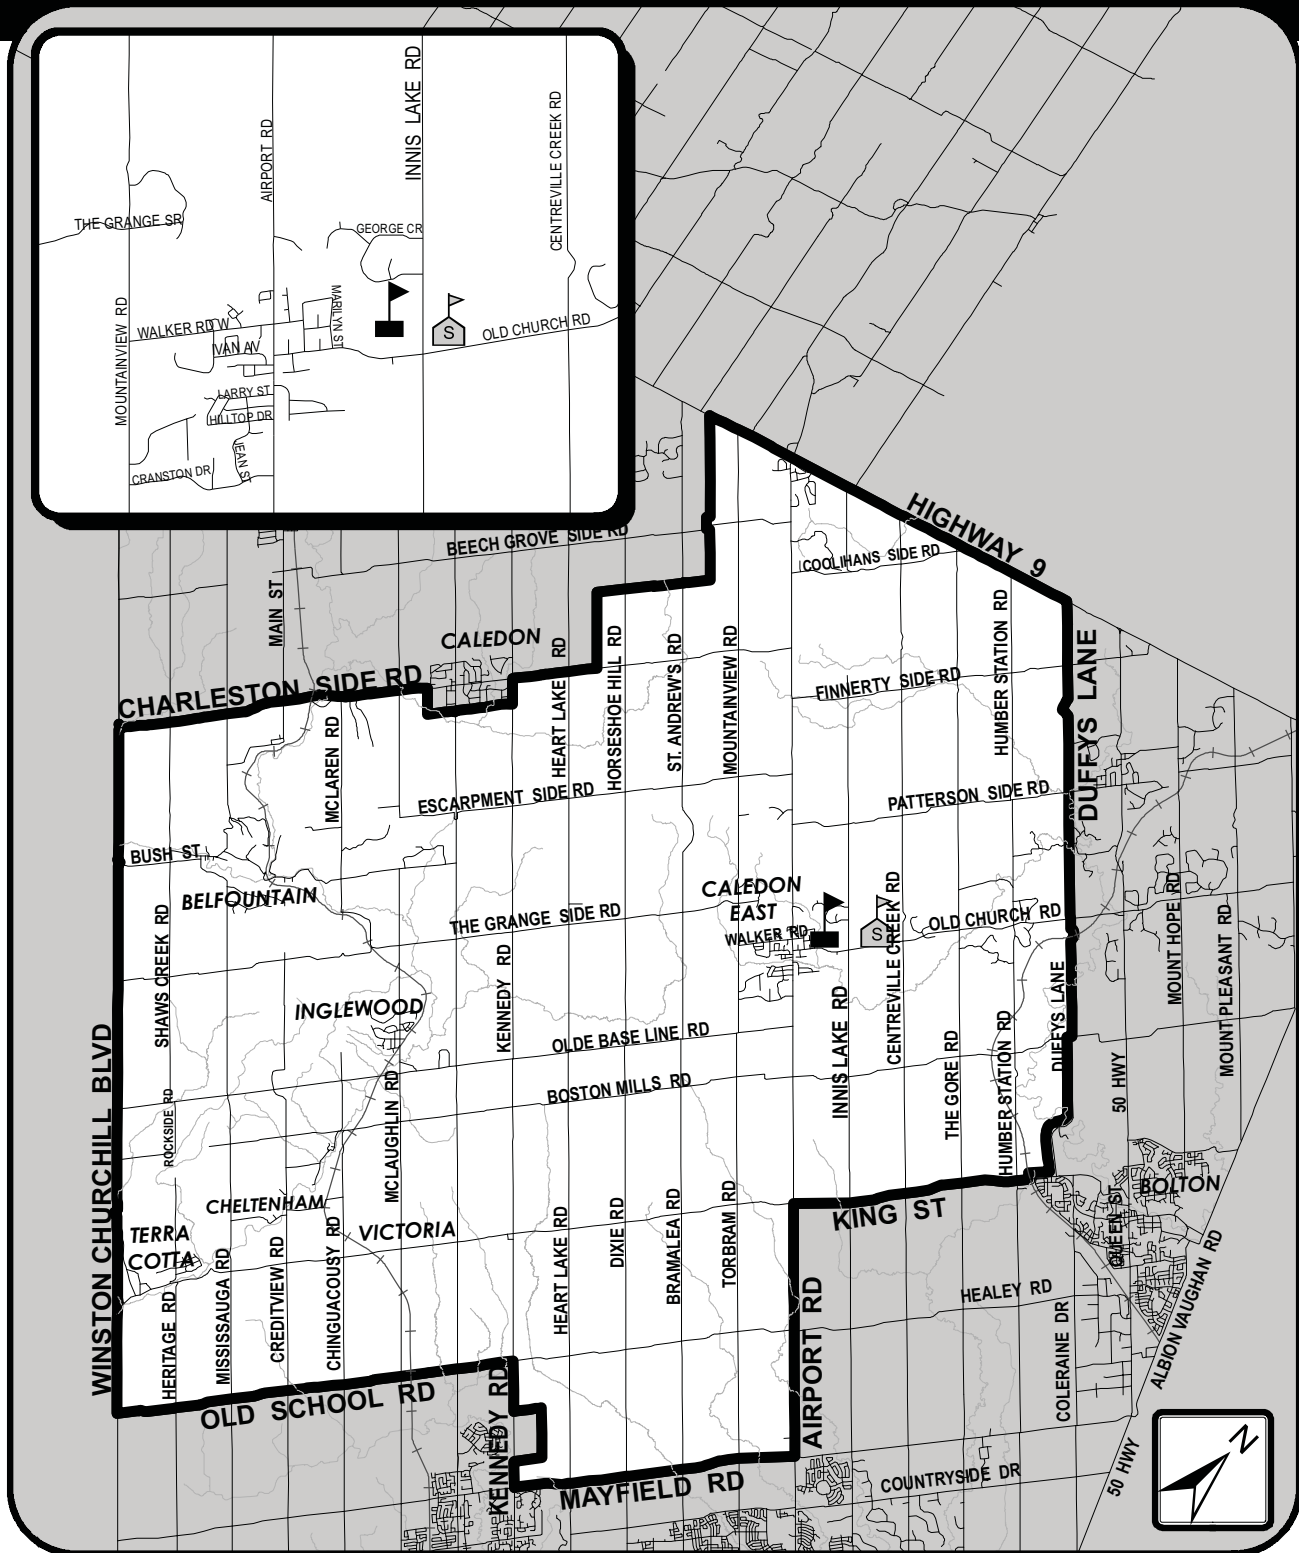 INNIS LAKE RD
AIRPORT RD
CENTREVILLE CREEK RD
THE GRANGE SR
GEORGE CR
MARILYN ST
MOUNTAINVIEW RD
WALKER RD W
IVAN AV
S
OLD CHURCH RD
LARRY ST
HILLTOP DR
JEAN ST
CRANSTON DR
BEECH GROVE SIDE RD
HIGHWAY 9
COOLIHANS SIDE RD
MAIN ST
CALEDON
CHARLESTON SIDE RD
HEART LAKE RD
HORSESHOE HILL RD
ST. ANDREW'S RD
MOUNTAINVIEW RD
FINNERTY SIDE RD
HUMBER STATION RD
DUFFYS LANE
MCLAREN RD
ESCARPMENT SIDE RD
PATTERSON SIDE RD
BUSH ST
BELFOUNTAIN
CALEDON
EAST
WALKER RD
S
CENTREVILLE CREEK RD
OLD CHURCH RD
MOUNT HOPE RD
MOUNT PLEASANT RD
SHAWS CREEK RD
THE GRANGE SIDE RD
KENNEDY RD
INGLEWOOD
OLDE BASE LINE RD
INNIS LAKE RD
DUFFYS LANE
THE GORE RD
HUMBER STATION RD
50 HWY
WINSTON CHURCHILL BLVD
ROCKSIDE RD
MCLAUGHLIN RD
BOSTON MILLS RD
CHELTENHAM
TERRA
COTTA
VICTORIA
BOLTON
QUEEN ST
KING ST
HERITAGE RD
MISSISSAUGA RD
CREDITVIEW RD
CHINGUACOUSY RD
HEART LAKE RD
DIXIE RD
BRAMALEA RD
TORBRAM RD
AIRPORT RD
HEALEY RD
COLERAINE DR
ALBION VAUGHAN RD
OLD SCHOOL RD
KENNEDY RD
MAYFIELD RD
COUNTRYSIDE DR
50 HWY
N